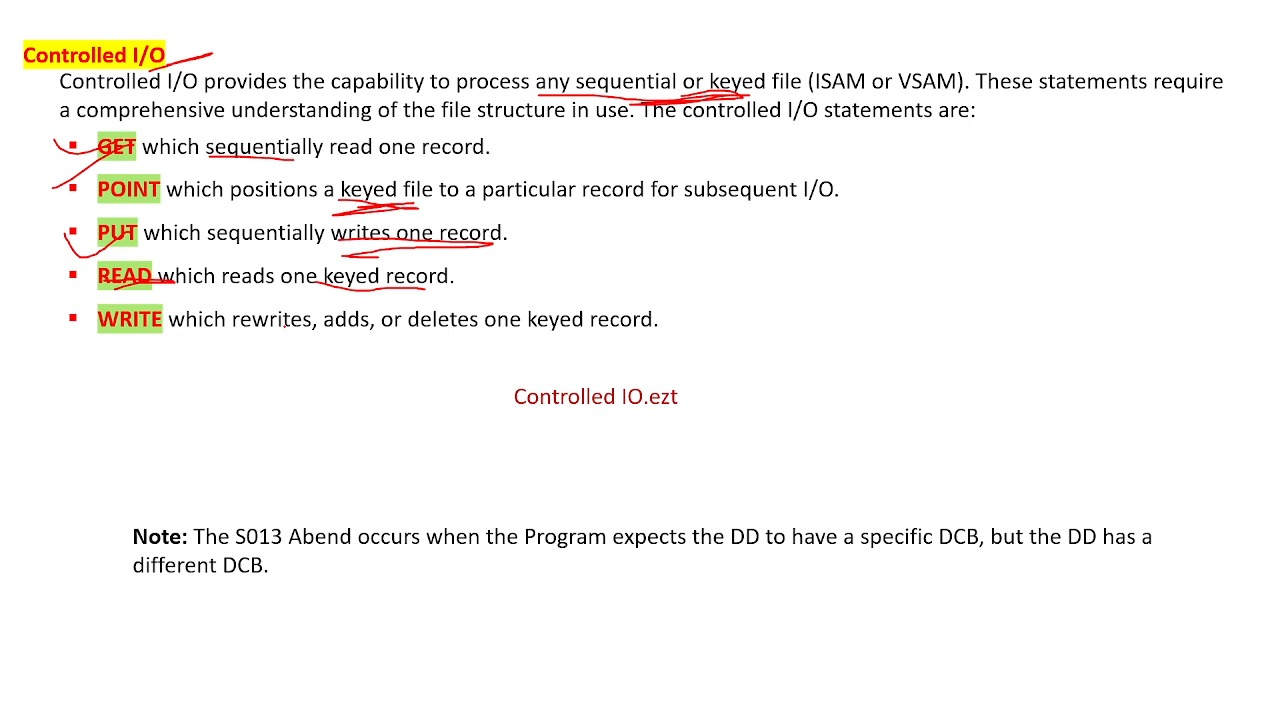 Controlled I/O
Controlled I/O provides the capability to process any sequential or keyed file (ISAM or VSAM). These statements require
a comprehensive understanding of the file structure in use. The controlled I/O statements are:
▪ GET which sequentially read one record.
▪ POINT which positions a keyed file to a particular record for subsequent I/O.
▪ PUT which sequentially writes one record.
▪ READ which reads one keyed record.
▪ WRITE which rewrites, adds, or deletes one keyed record.
Controlled IO.ezt
Note: The S013 Abend occurs when the Program expects the DD to have a specific DCB, but the DD has a
different DCB.